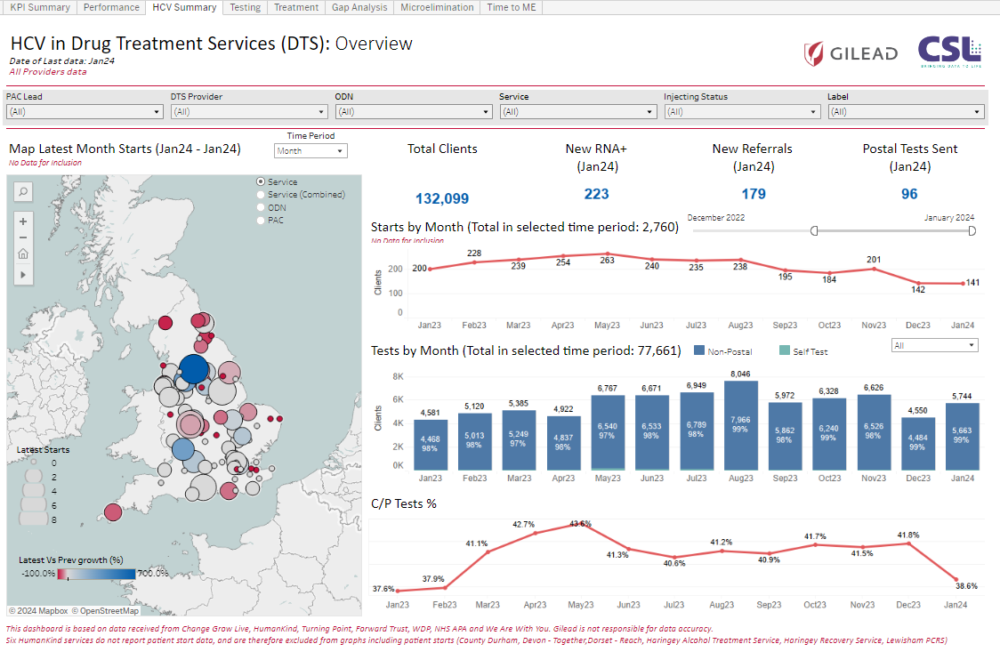 KPI Summary Performance HCV Summary Testing Treatment Gap Analysis Microelimination Time to ME
HCV in Drug Treatment Services (DTS): Overview
Date of Last data: Jan24
All Providers data
GILEAD
CSL
BRINGING DATA TO LIFE
PAC Lead DTS Provider ODN Service Injecting Status Label
(All) (All) (All) (All) (All) (All)
Map Latest Month Starts (Jan24 - Jan24)
No Data for Inclusion
Time Period
Month
Service
Service (Combined)
ODN
PAC
Latest Starts
0
2
4
6
8
Latest Vs Prev growth (%)
-100.0% 700.0%
© 2024 Mapbox © OpenStreetMap
Total Clients
132,099
New RNA+
(Jan24)
223
New Referrals
(Jan24)
179
Postal Tests Sent
(Jan24)
96
Starts by Month (Total in selected time period: 2,760)
No Data for Inclusion
December 2022 January 2024
Clients
200
100
0
200 228 239 254 263 240 235 238 195 184 201 142 141
Jan23 Feb23 Mar23 Apr23 May23 Jun23 Jul23 Aug23 Sep23 Oct23 Nov23 Dec23 Jan24
Tests by Month (Total in selected time period: 77,661)
Non-Postal Self Test
All
Clients
8K
6K
4K
2K
0K
4,581 5,120 5,385 4,922 6,767 6,671 6,949 8,046 5,972 6,328 6,626 4,550 5,744
4,468 5,013 5,249 4,837 6,540 6,533 6,789 7,966 5,862 6,240 6,526 4,484 5,663
98% 98% 97% 98% 97% 98% 98% 99% 98% 99% 98% 99% 99%
Jan23 Feb23 Mar23 Apr23 May23 Jun23 Jul23 Aug23 Sep23 Oct23 Nov23 Dec23 Jan24
C/P Tests %
37.6% 37.9% 41.1% 42.7% 43.6% 41.3% 40.6% 41.2% 40.9% 41.7% 41.5% 41.8% 38.6%
Jan23 Feb23 Mar23 Apr23 May23 Jun23 Jul23 Aug23 Sep23 Oct23 Nov23 Dec23 Jan24
This dashboard is based on data received from Change Grow Live, HumanKind, Turning Point, Forward Trust, WDP, NHS APA and We Are With You. Gilead is not responsible for data accuracy.
Six HumanKind services do not report patient start data, and are therefore excluded from graphs including patient starts (County Durham, Devon - Together,Dorset - Reach, Haringey Alcohol Treatment Service, Haringey Recovery Service, Lewisham PCRS)